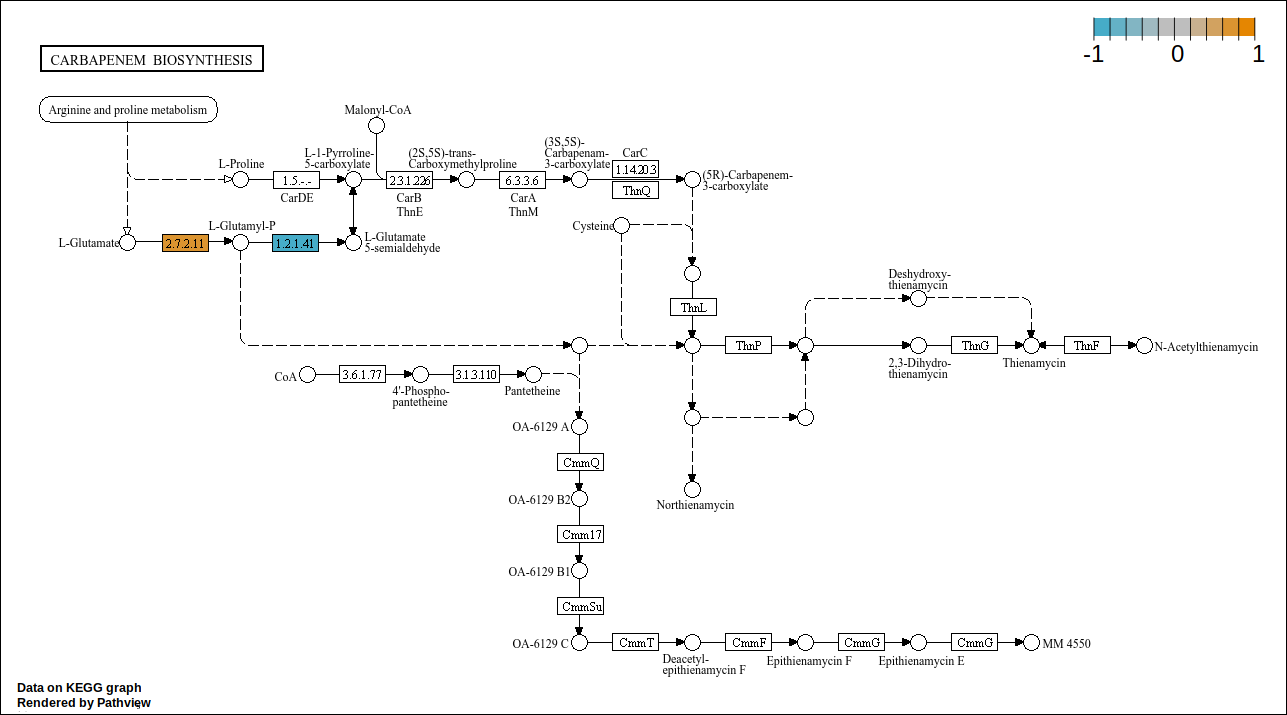 -1 0 1
CARBAPENEM BIOSYNTHESIS
Arginine and proline metabolism
Malonyl-CoA
L-Proline
1.5.-.-
CarDE
L-1-Pyrroline-
5-carboxylate
2.3.1.226
CarB
ThnE
(2S,5S)-trans-
Carboxymethylproline
6.3.3.6
CarA
ThnM
(3S,5S)-
Carbapenam-
3-carboxylate
CarC
1.14.20.3
ThnQ
(5R)-Carbapenem-
3-carboxylate
L-Glutamate
2.7.2.11
L-Glutamyl-P
1.2.1.41
L-Glutamate
5-semialdehyde
Cysteine
ThnL
Deshydroxy-
thienamycin
ThnP
2,3-Dihydro-
thienamycin
ThnG
Thienamycin
ThnF
N-Acetylthienamycin
CoA
3.6.1.77
4'-Phospho-
pantetheine
3.1.3.110
Pantetheine
OA-6129 A
CmmQ
OA-6129 B2
Northienamycin
Cmm17
OA-6129 B1
CmmSu
OA-6129 C
CmmT
Deacetyl-
epithienamycin F
CmmF
Epithienamycin F
CmmG
Epithienamycin E
CmmG
MM 4550
Data on KEGG graph
Rendered by Pathview